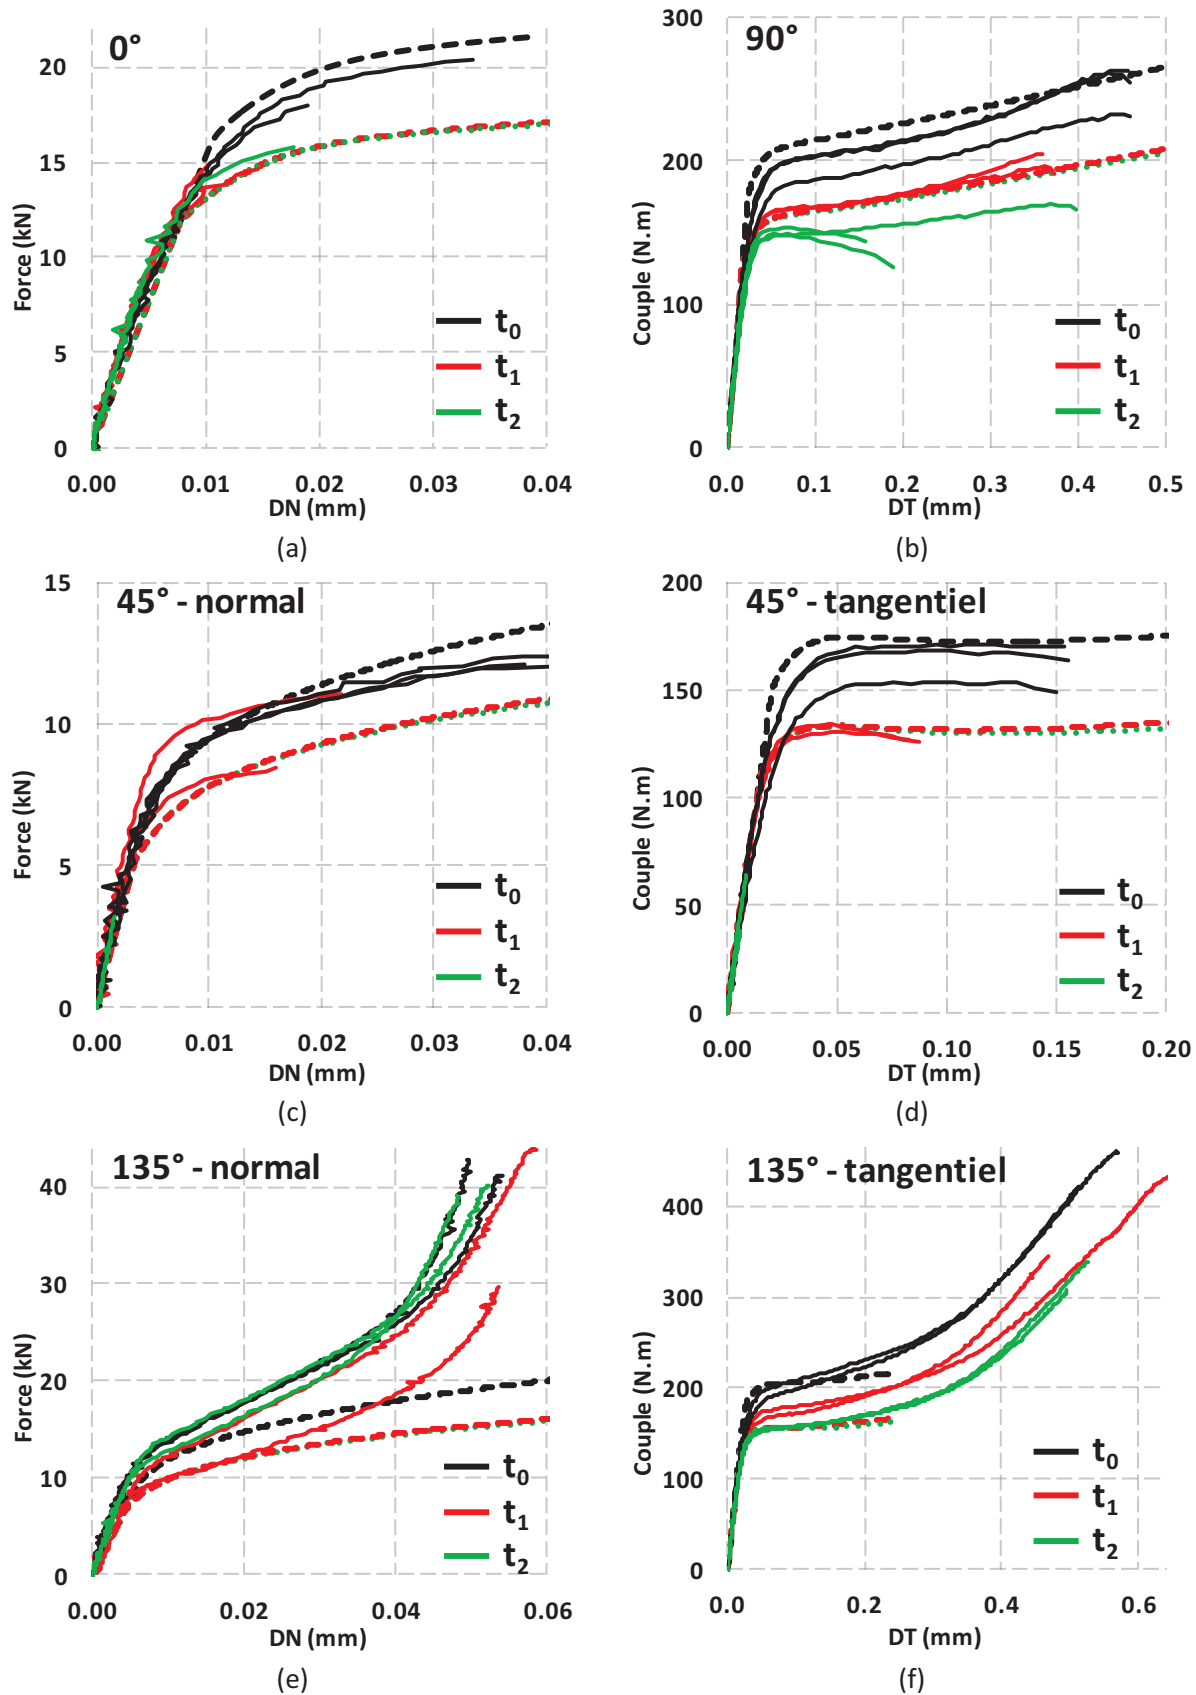 0°
Force (kN)
20
15
10
5
0
t0
t1
t2
0.00 0.01 0.02 0.03 0.04
DN (mm)
(a)
90°
Couple (N.m)
300
200
100
0
t0
t1
t2
0.0 0.1 0.2 0.3 0.4 0.5
DT (mm)
(b)
45° - normal
Force (kN)
15
10
5
0
t0
t1
t2
0.00 0.01 0.02 0.03 0.04
DN (mm)
(c)
45° - tangentiel
Couple (N.m)
200
150
100
50
0
t0
t1
t2
0.00 0.05 0.10 0.15 0.20
DT (mm)
(d)
135° - normal
Force (kN)
40
30
20
10
0
t0
t1
t2
0.00 0.02 0.04 0.06
DN (mm)
(e)
135° - tangentiel
Couple (N.m)
400
300
200
100
0
t0
t1
t2
0.0 0.2 0.4 0.6
DT (mm)
(f)